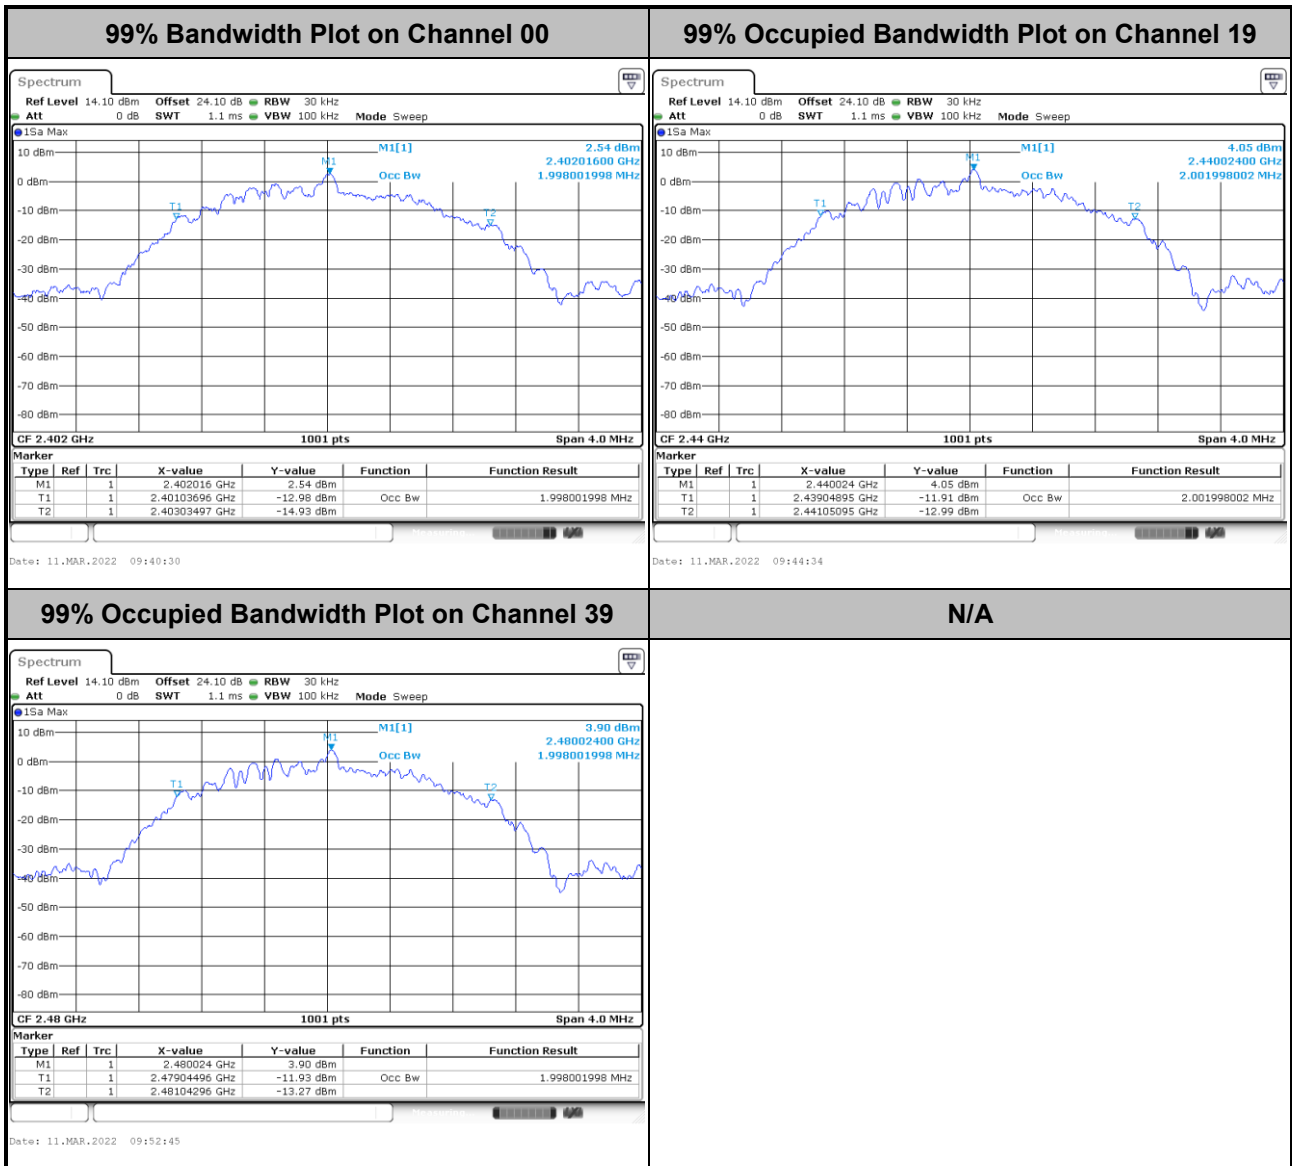 99% Bandwidth Plot on Channel 00
Spectrum
Ref Level 14.10 dBm Offset 24.10 dB RBW 30 kHz
Att 0 dB SWT 1.1 ms VBW 100 kHz Mode Sweep
1Sa Max
M1[1] 2.54 dBm
2.40201600 GHz
Occ Bw 1.998001998 MHz
10 dBm
0 dBm
-10 dBm
-20 dBm
-30 dBm
-40 dBm
-50 dBm
-60 dBm
-70 dBm
-80 dBm
M1
T1
T2
CF 2.402 GHz 1001 pts Span 4.0 MHz
Marker
Type Ref Trc X-value Y-value Function Function Result
M1 1 2.402016 GHz 2.54 dBm
T1 1 2.40103696 GHz -12.98 dBm Occ Bw 1.998001998 MHz
T2 1 2.40303497 GHz -14.93 dBm
Date: 11.MAR.2022 09:40:30
99% Occupied Bandwidth Plot on Channel 19
Spectrum
Ref Level 14.10 dBm Offset 24.10 dB RBW 30 kHz
Att 0 dB SWT 1.1 ms VBW 100 kHz Mode Sweep
1Sa Max
M1[1] 4.05 dBm
2.44002400 GHz
Occ Bw 2.001998002 MHz
10 dBm
0 dBm
-10 dBm
-20 dBm
-30 dBm
-40 dBm
-50 dBm
-60 dBm
-70 dBm
-80 dBm
M1
T1
T2
CF 2.44 GHz 1001 pts Span 4.0 MHz
Marker
Type Ref Trc X-value Y-value Function Function Result
M1 1 2.440024 GHz 4.05 dBm
T1 1 2.43904895 GHz -11.91 dBm Occ Bw 2.001998002 MHz
T2 1 2.44105095 GHz -12.99 dBm
Date: 11.MAR.2022 09:44:34
99% Occupied Bandwidth Plot on Channel 39
Spectrum
Ref Level 14.10 dBm Offset 24.10 dB RBW 30 kHz
Att 0 dB SWT 1.1 ms VBW 100 kHz Mode Sweep
1Sa Max
M1[1] 3.90 dBm
2.48002400 GHz
Occ Bw 1.998001998 MHz
10 dBm
0 dBm
-10 dBm
-20 dBm
-30 dBm
-40 dBm
-50 dBm
-60 dBm
-70 dBm
-80 dBm
M1
T1
T2
CF 2.48 GHz 1001 pts Span 4.0 MHz
Marker
Type Ref Trc X-value Y-value Function Function Result
M1 1 2.480024 GHz 3.90 dBm
T1 1 2.47904496 GHz -11.93 dBm Occ Bw 1.998001998 MHz
T2 1 2.48104296 GHz -13.27 dBm
Date: 11.MAR.2022 09:52:45
N/A